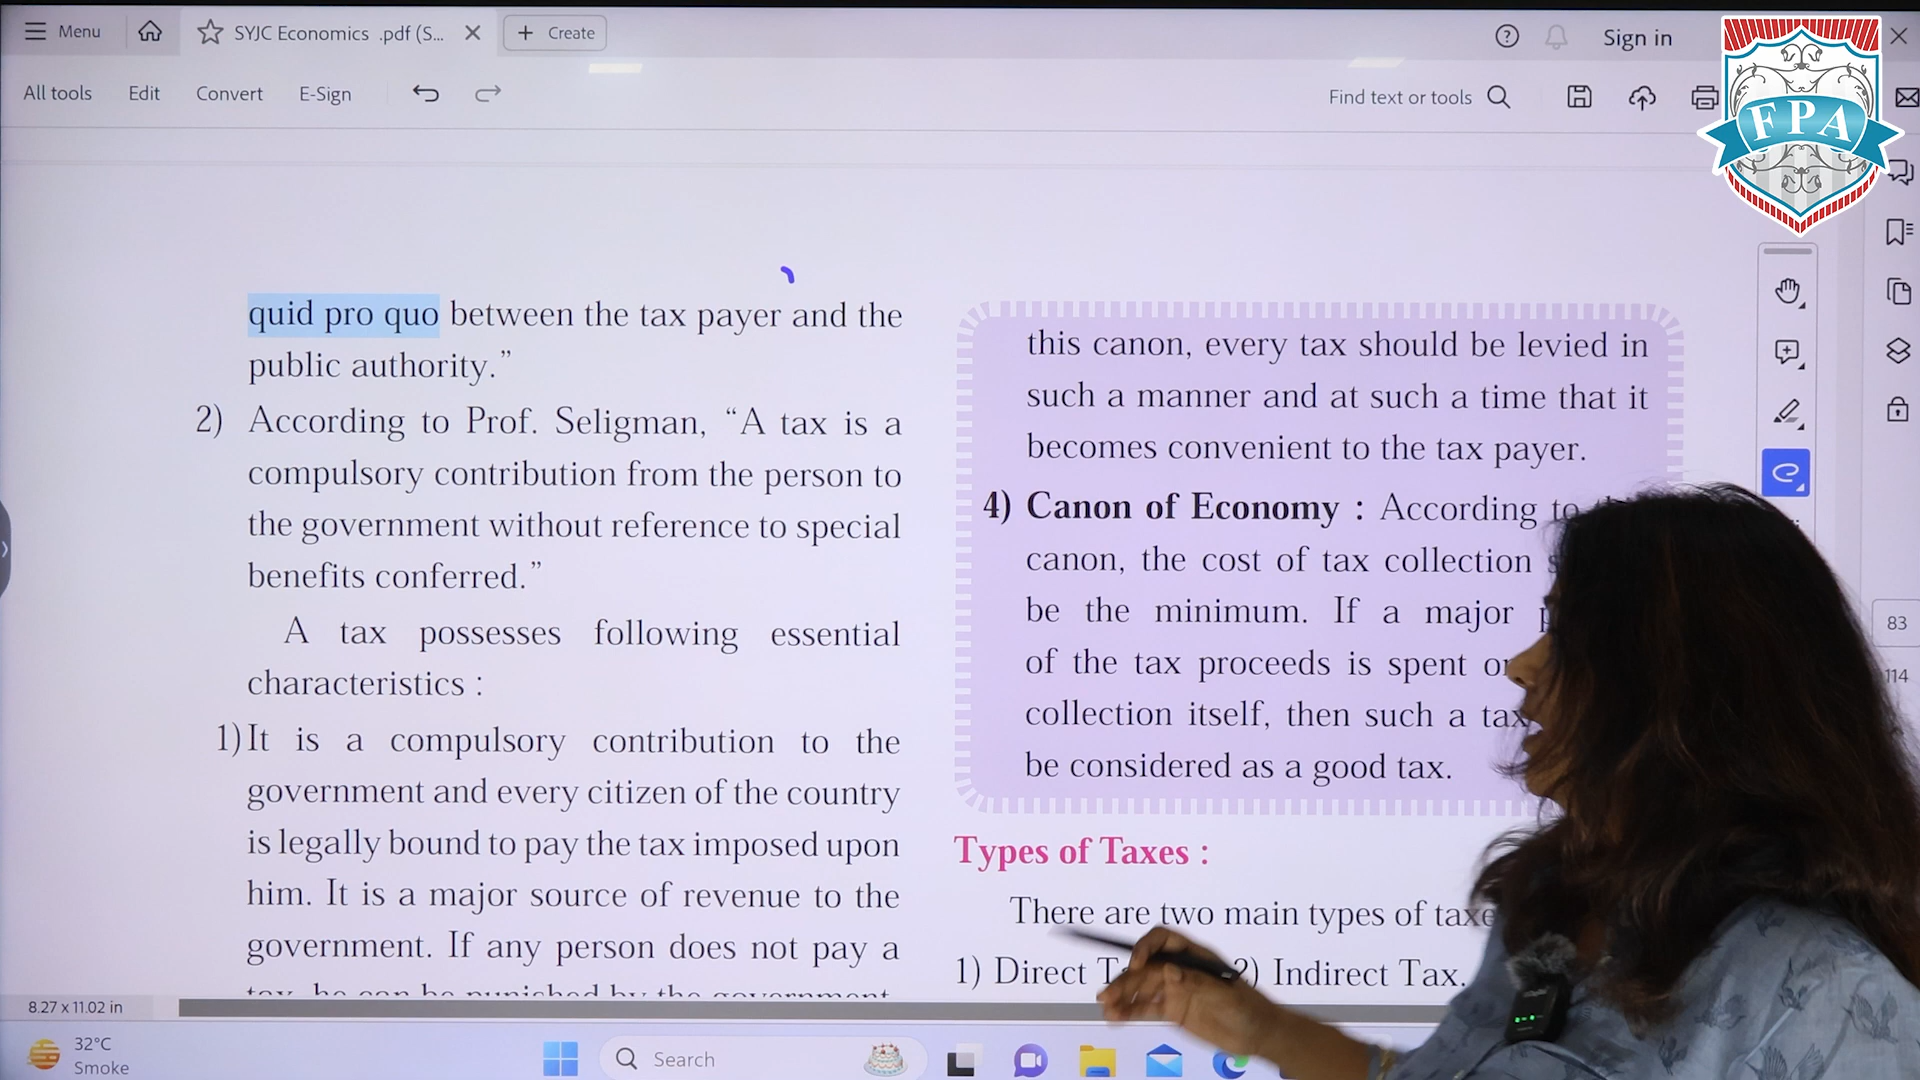 Menu
SYJC Economics .pdf (S...
Create
Sign in
All tools
Edit
Convert
E-Sign
Find text or tools
FPA
quid pro quo between the tax payer and the
public authority.”
2) According to Prof. Seligman, “A tax is a
compulsory contribution from the person to
the government without reference to special
benefits conferred.”
A tax possesses following essential
characteristics :
1) It is a compulsory contribution to the
government and every citizen of the country
is legally bound to pay the tax imposed upon
him. It is a major source of revenue to the
government. If any person does not pay a
tax, he can be punished by the government.
this canon, every tax should be levied in
such a manner and at such a time that it
becomes convenient to the tax payer.
4) Canon of Economy : According to
canon, the cost of tax collection
be the minimum. If a major
of the tax proceeds is spent
collection itself, then such a tax
be considered as a good tax.
Types of Taxes :
There are two main types of taxe
1) Direct 2) Indirect Tax.
83
114
8.27 x 11.02 in
32°C
Smoke
Search